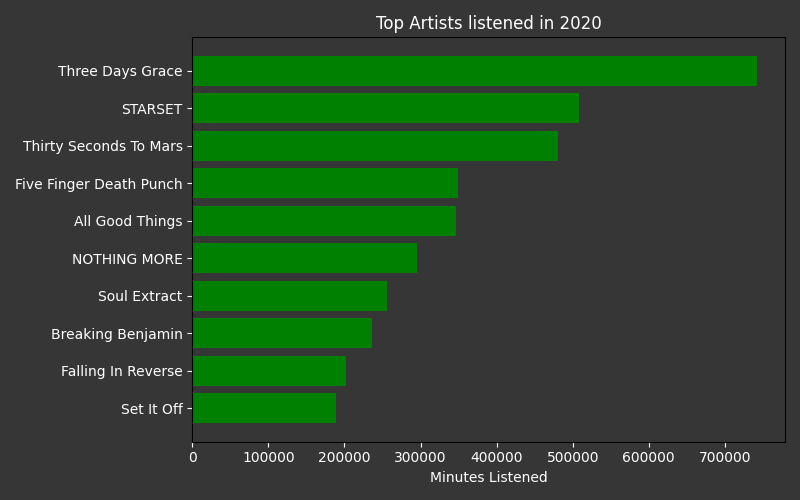 Top Artists listened in 2020
Three Days Grace
STARSET
Thirty Seconds To Mars
Five Finger Death Punch
All Good Things
NOTHING MORE
Soul Extract
Breaking Benjamin
Falling In Reverse
Set It Off
0 100000 200000 300000 400000 500000 600000 700000
Minutes Listened